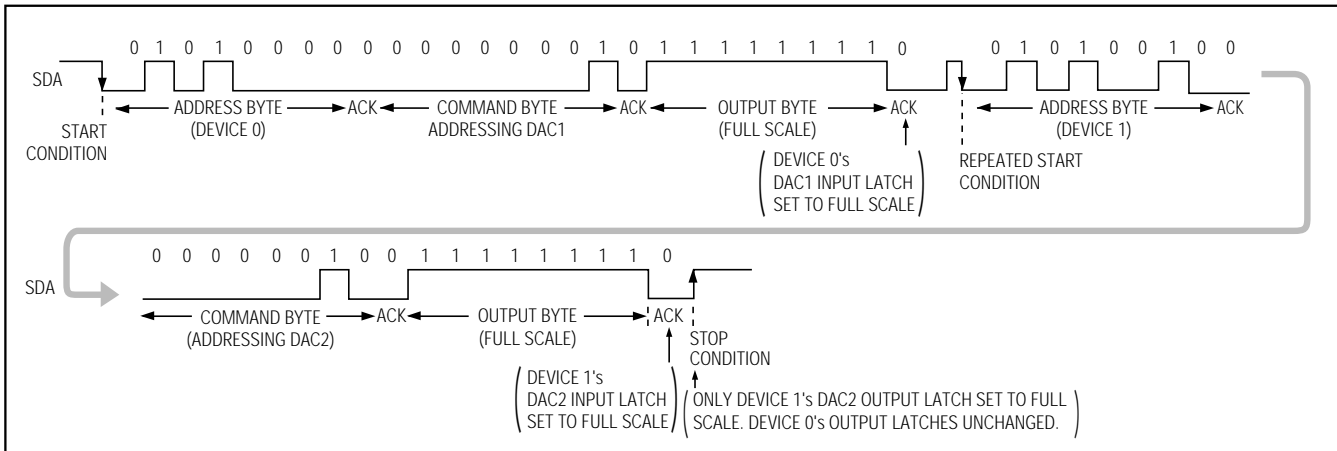 0 1 0 1 0 0 0 0 0 0 0 0 0 0 0 0 1 0 1 1 1 1 1 1 1 1 0 0 1 0 1 0 0 1 0 0
SDA
ADDRESS BYTE ACK COMMAND BYTE ACK OUTPUT BYTE ACK ADDRESS BYTE ACK
(DEVICE 0) ADDRESSING DAC1 (FULL SCALE) (DEVICE 1)
START
CONDITION
DEVICE 0's
DAC1 INPUT LATCH
SET TO FULL SCALE
REPEATED START
CONDITION
0 0 0 0 0 0 1 0 0 1 1 1 1 1 1 1 1 0
SDA
COMMAND BYTE ACK OUTPUT BYTE ACK
(ADDRESSING DAC2) (FULL SCALE)
STOP
CONDITION
DEVICE 1's
DAC2 INPUT LATCH
SET TO FULL SCALE
ONLY DEVICE 1's DAC2 OUTPUT LATCH SET TO FULL
SCALE. DEVICE 0's OUTPUT LATCHES UNCHANGED.